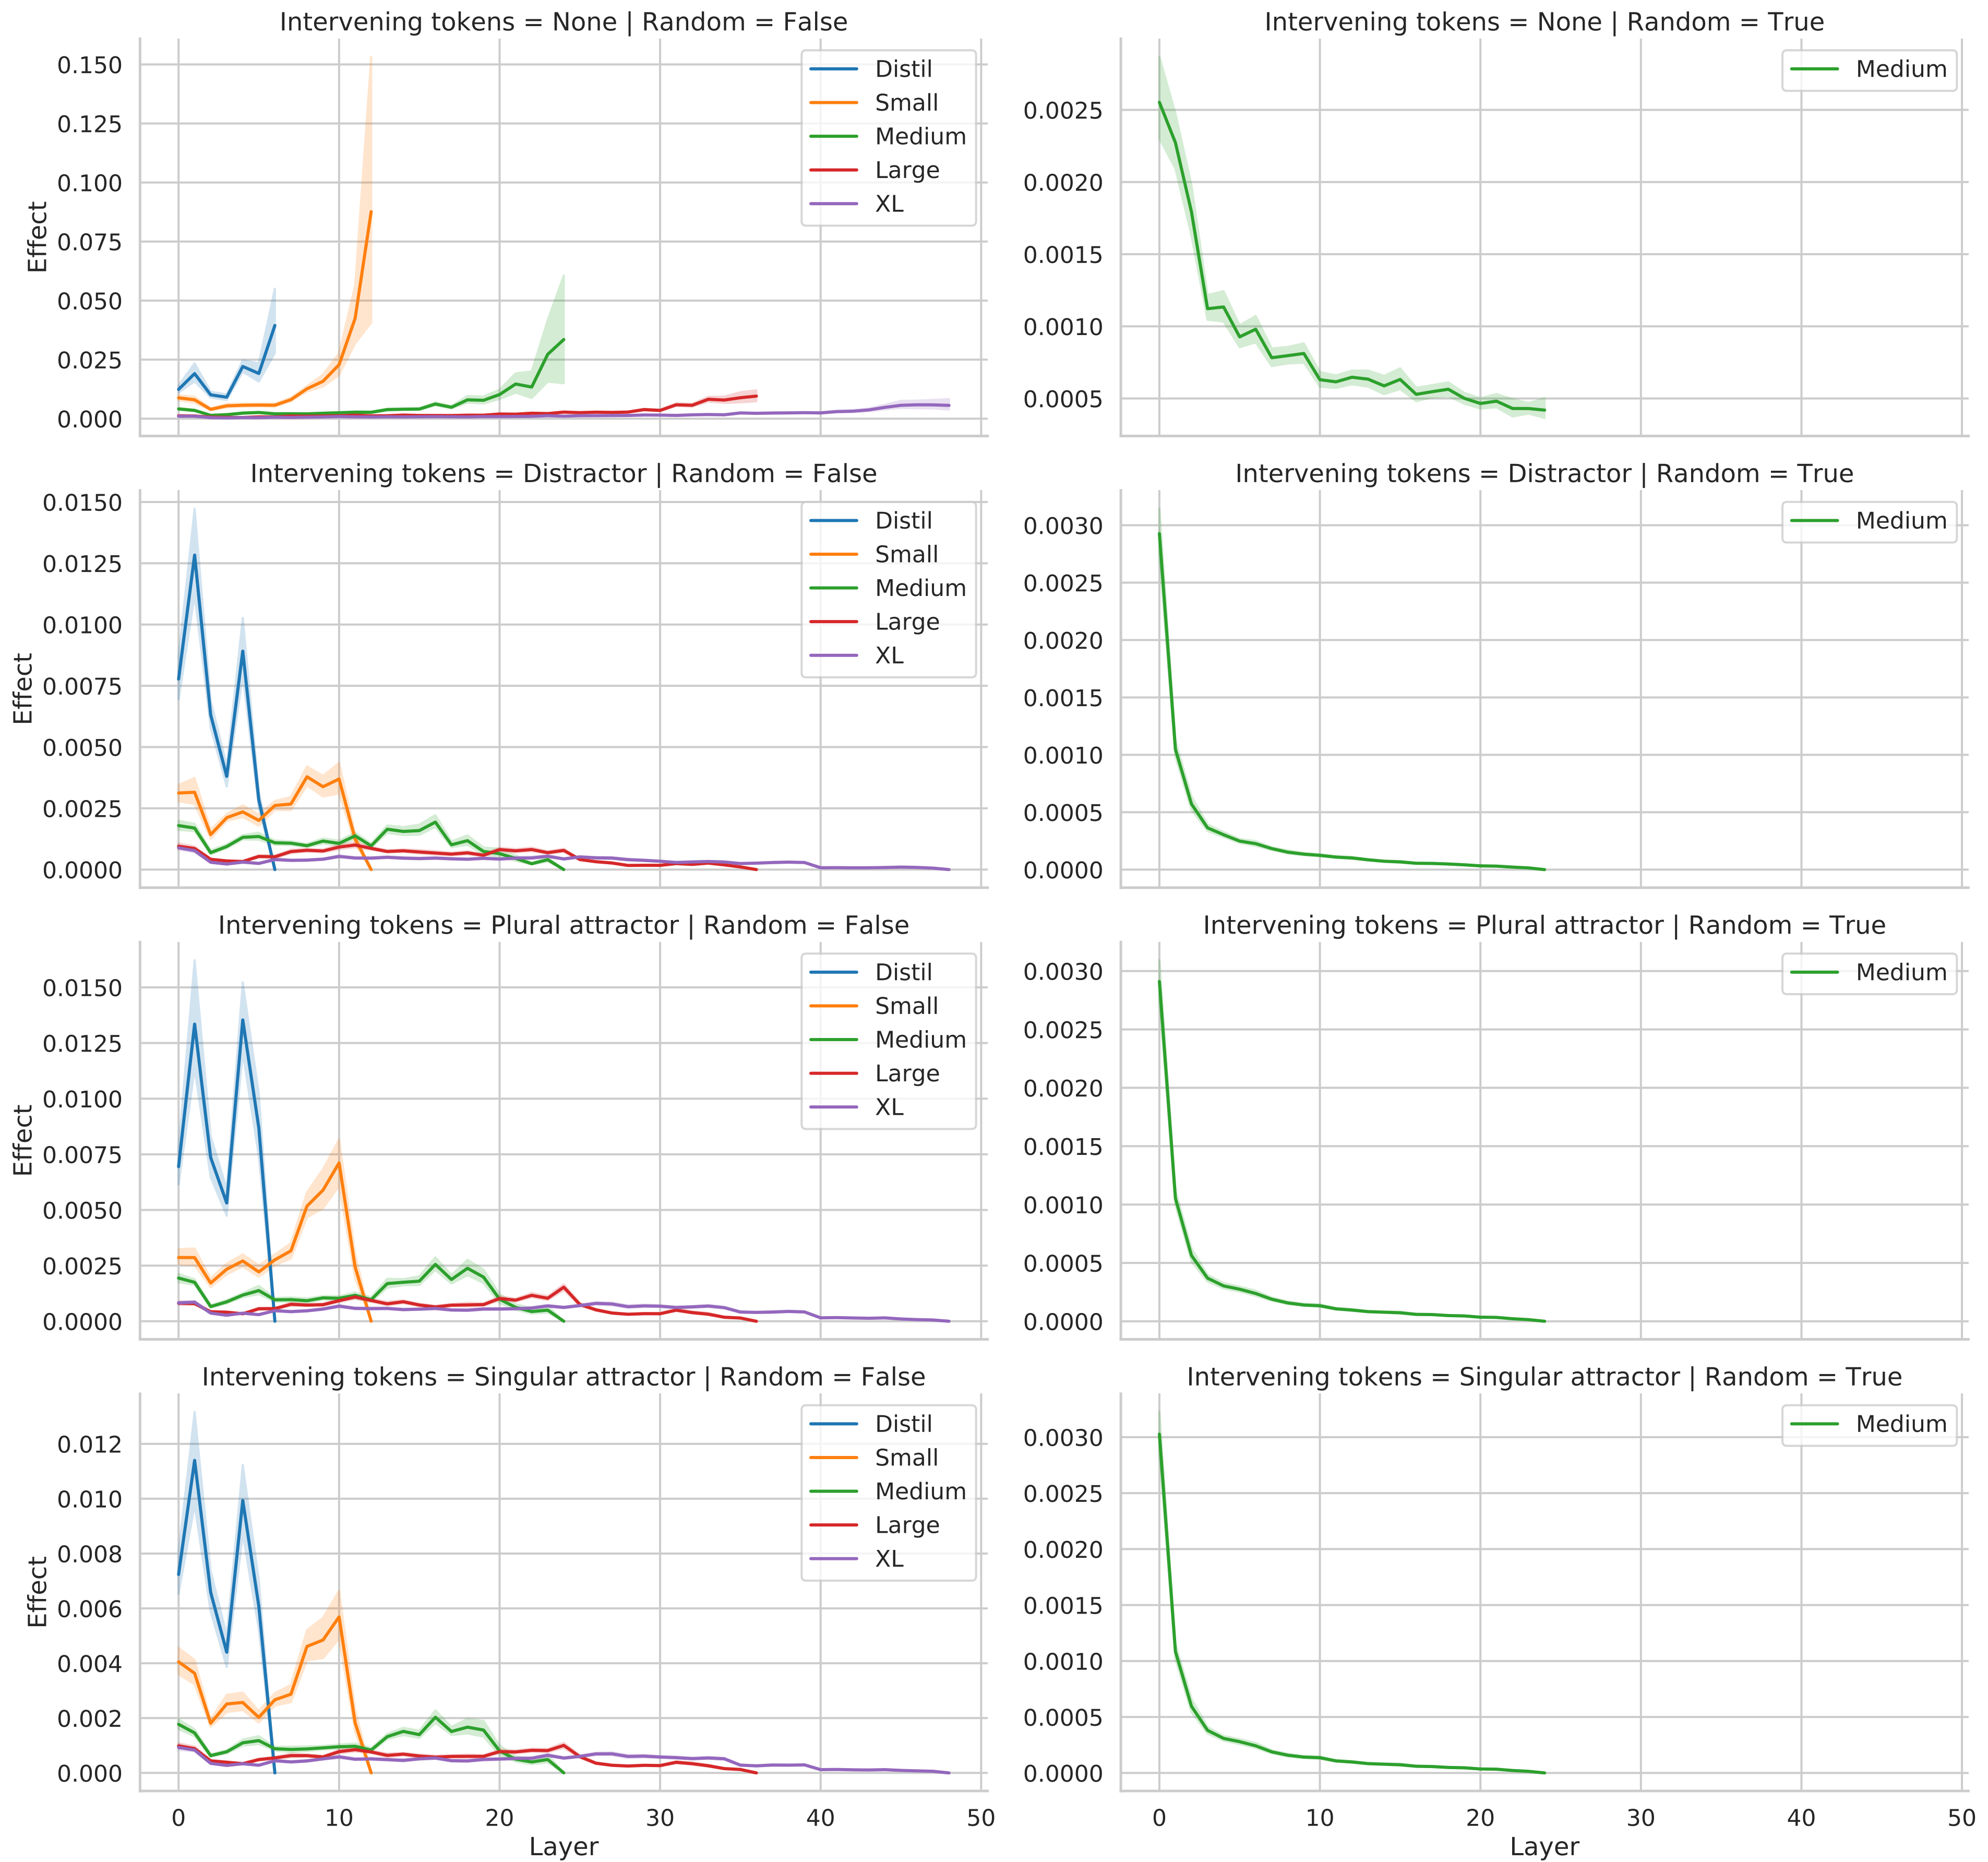 Intervening tokens = None | Random = False
0.150
0.125
0.100
0.075
0.050
0.025
0.000
Effect
Distil
Small
Medium
Large
XL
Intervening tokens = None | Random = True
0.0025
0.0020
0.0015
0.0010
0.0005
Medium
Intervening tokens = Distractor | Random = False
0.0150
0.0125
0.0100
0.0075
0.0050
0.0025
0.0000
Effect
Distil
Small
Medium
Large
XL
Intervening tokens = Distractor | Random = True
0.0030
0.0025
0.0020
0.0015
0.0010
0.0005
0.0000
Medium
Intervening tokens = Plural attractor | Random = False
0.0150
0.0125
0.0100
0.0075
0.0050
0.0025
0.0000
Effect
Distil
Small
Medium
Large
XL
Intervening tokens = Plural attractor | Random = True
0.0030
0.0025
0.0020
0.0015
0.0010
0.0005
0.0000
Medium
Intervening tokens = Singular attractor | Random = False
0.012
0.010
0.008
0.006
0.004
0.002
0.000
Effect
Distil
Small
Medium
Large
XL
0 10 20 30 40 50
Layer
Intervening tokens = Singular attractor | Random = True
0.0030
0.0025
0.0020
0.0015
0.0010
0.0005
0.0000
Medium
0 10 20 30 40 50
Layer